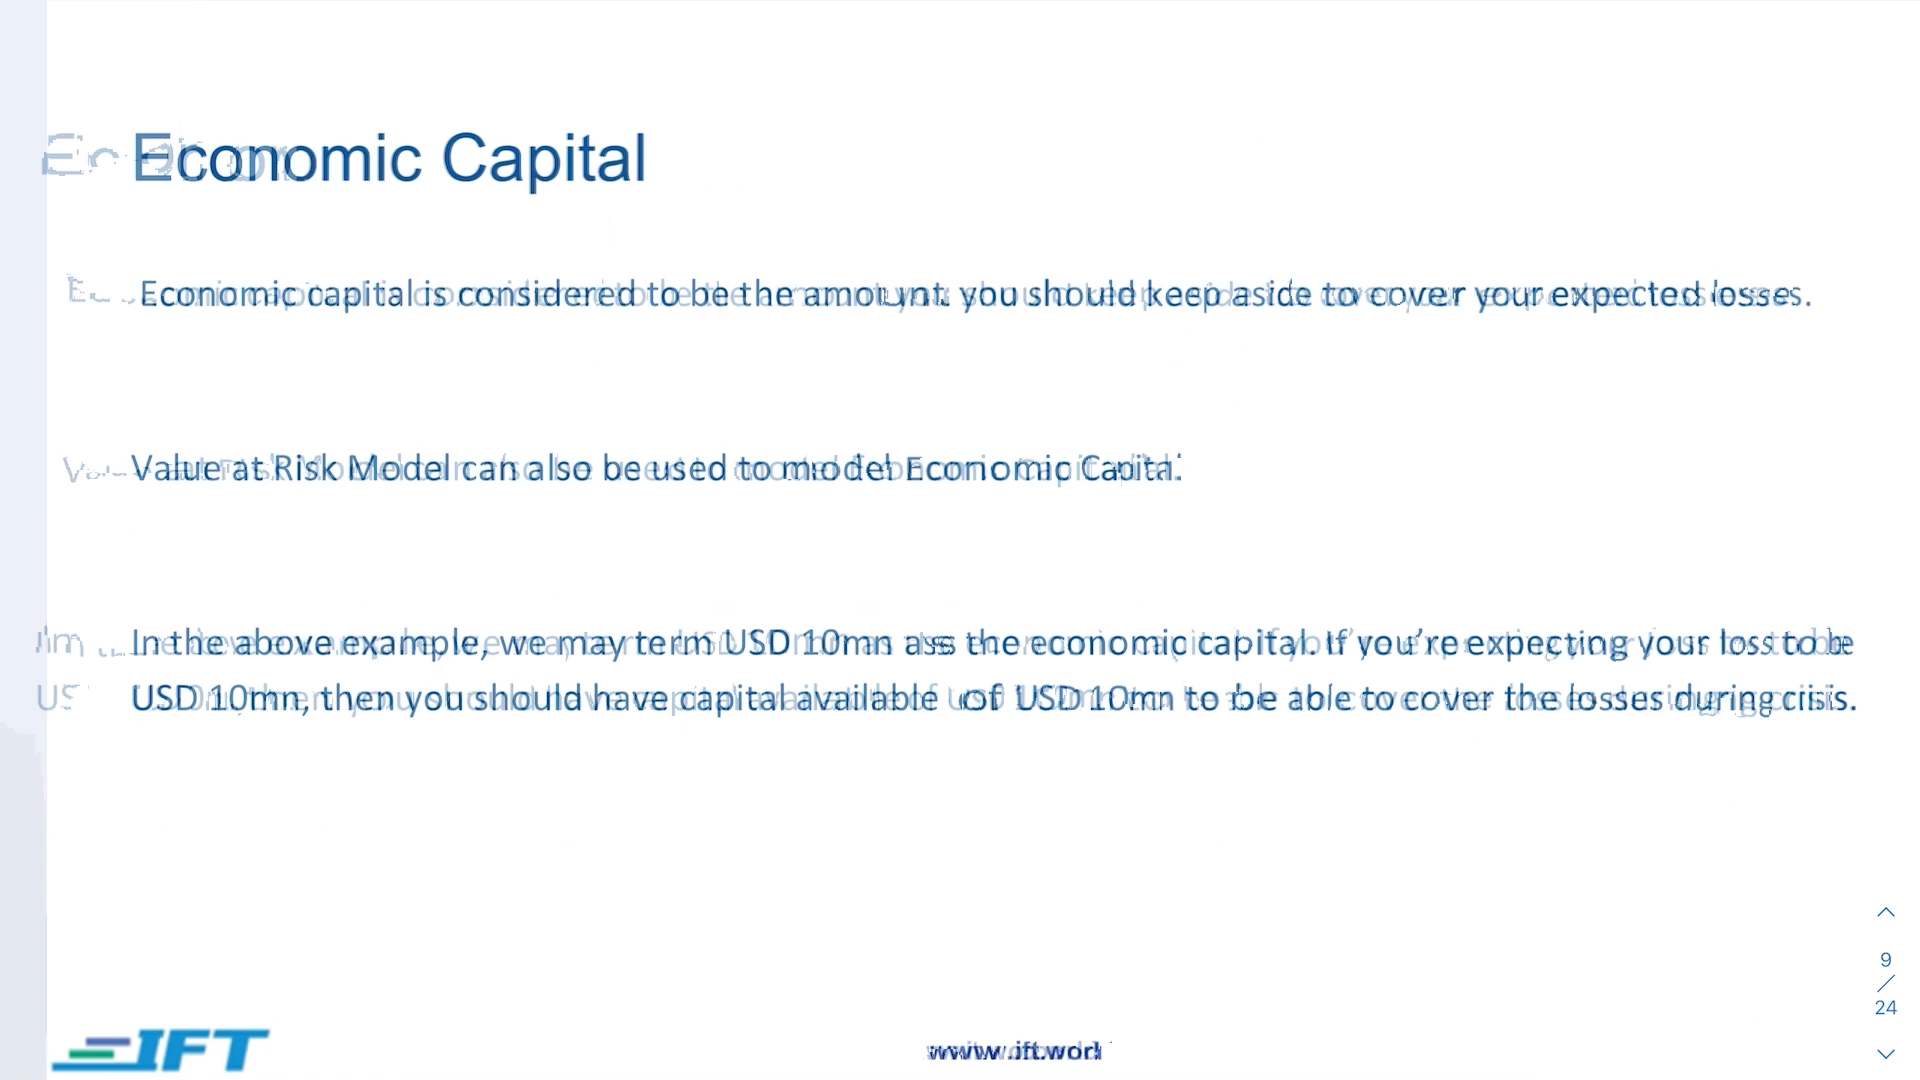 Economic Capital
Economic capital is considered to be the amount you should keep aside to cover your expected losses.
Value at Risk Model can also be used to model Economic Capital.
In the above example, we may term USD 10mn as the economic capital. If you’re expecting your loss to be
USD 10mn, then you should have capital available of USD 10mn to be able to cover the losses during crisis.
9
/
24
IFT
www.ift.world